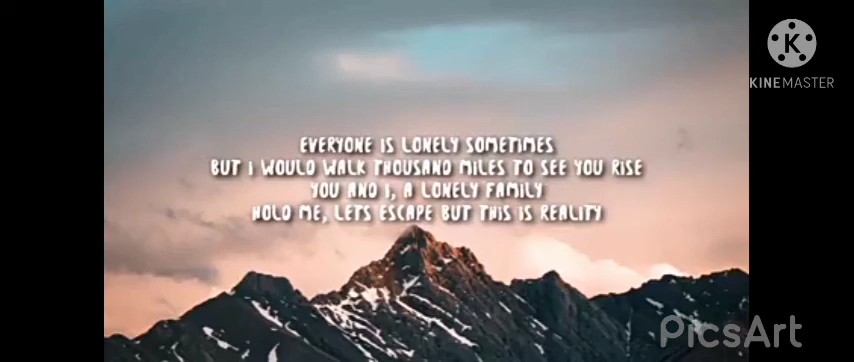 K
KINEMASTER
EVERYONE IS LONELY SOMETIMES
BUT I WOULD WALK THOUSAND MILES TO SEE YOU RISE
YOU AND I, A LONELY FAMILY
HOLD ME, LETS ESCAPE BUT THIS IS REALITY
PicsArt